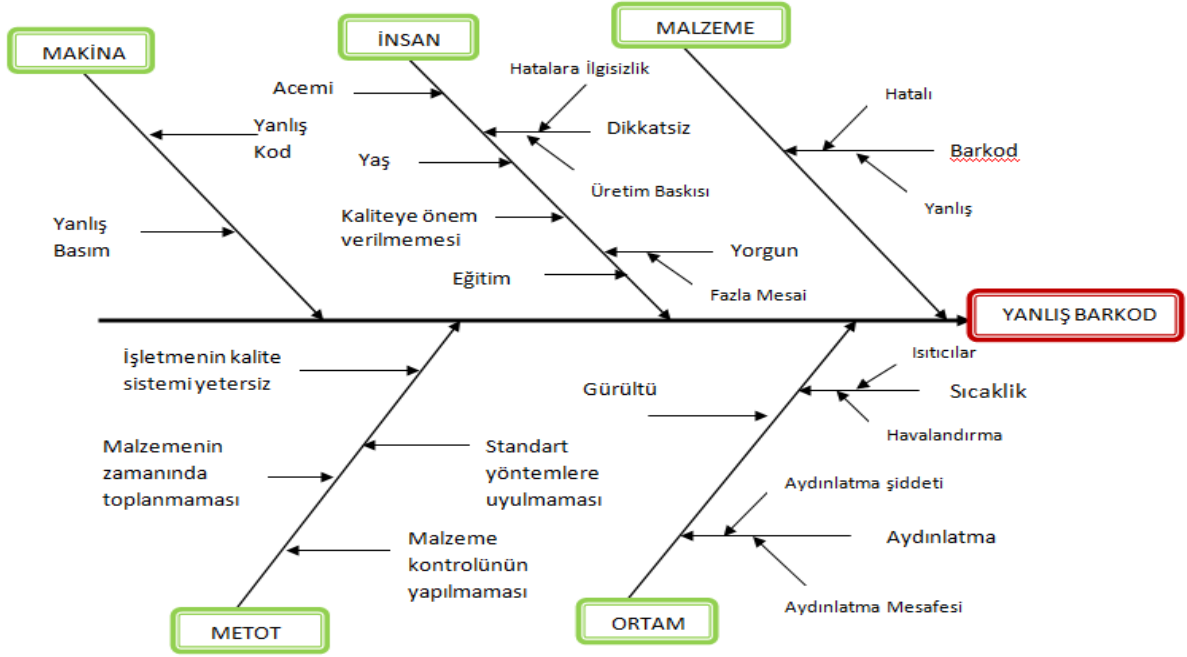 MAKİNA
İNSAN
MALZEME
Yanlış
Kod
Yanlış
Basım
Acemi
Hatalara İlgisizlik
Dikkatsiz
Yaş
Üretim Baskısı
Kaliteye önem
verilmemesi
Yorgun
Eğitim
Fazla Mesai
Hatalı
Barkod
Yanlış
YANLIŞ BARKOD
İşletmenin kalite
sistemi yetersiz
Malzemenin
zamanında
toplanmaması
Standart
yöntemlere
uyulmaması
Malzeme
kontrolünün
yapılmaması
METOT
Gürültü
Isıtıcılar
Sıcaklik
Havalandırma
Aydınlatma şiddeti
Aydınlatma
Aydınlatma Mesafesi
ORTAM